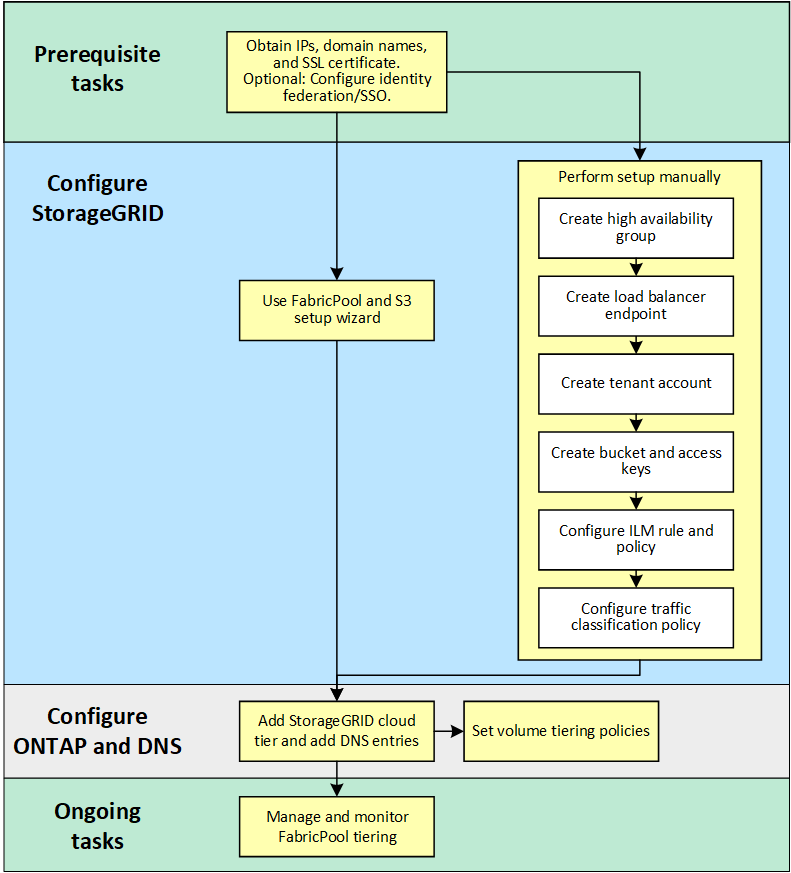 Prerequisite
tasks
Obtain IPs, domain names,
and SSL certificate.
Optional: Configure identity
federation/SSO.
Configure
StorageGRID
Use FabricPool and S3
setup wizard
Perform setup manually
Create high availability
group
Create load balancer
endpoint
Create tenant account
Create bucket and access
keys
Configure ILM rule and
policy
Configure traffic
classification policy
Configure
ONTAP and DNS
Add StorageGRID cloud
tier and add DNS entries
Set volume tiering policies
Ongoing
tasks
Manage and monitor
FabricPool tiering